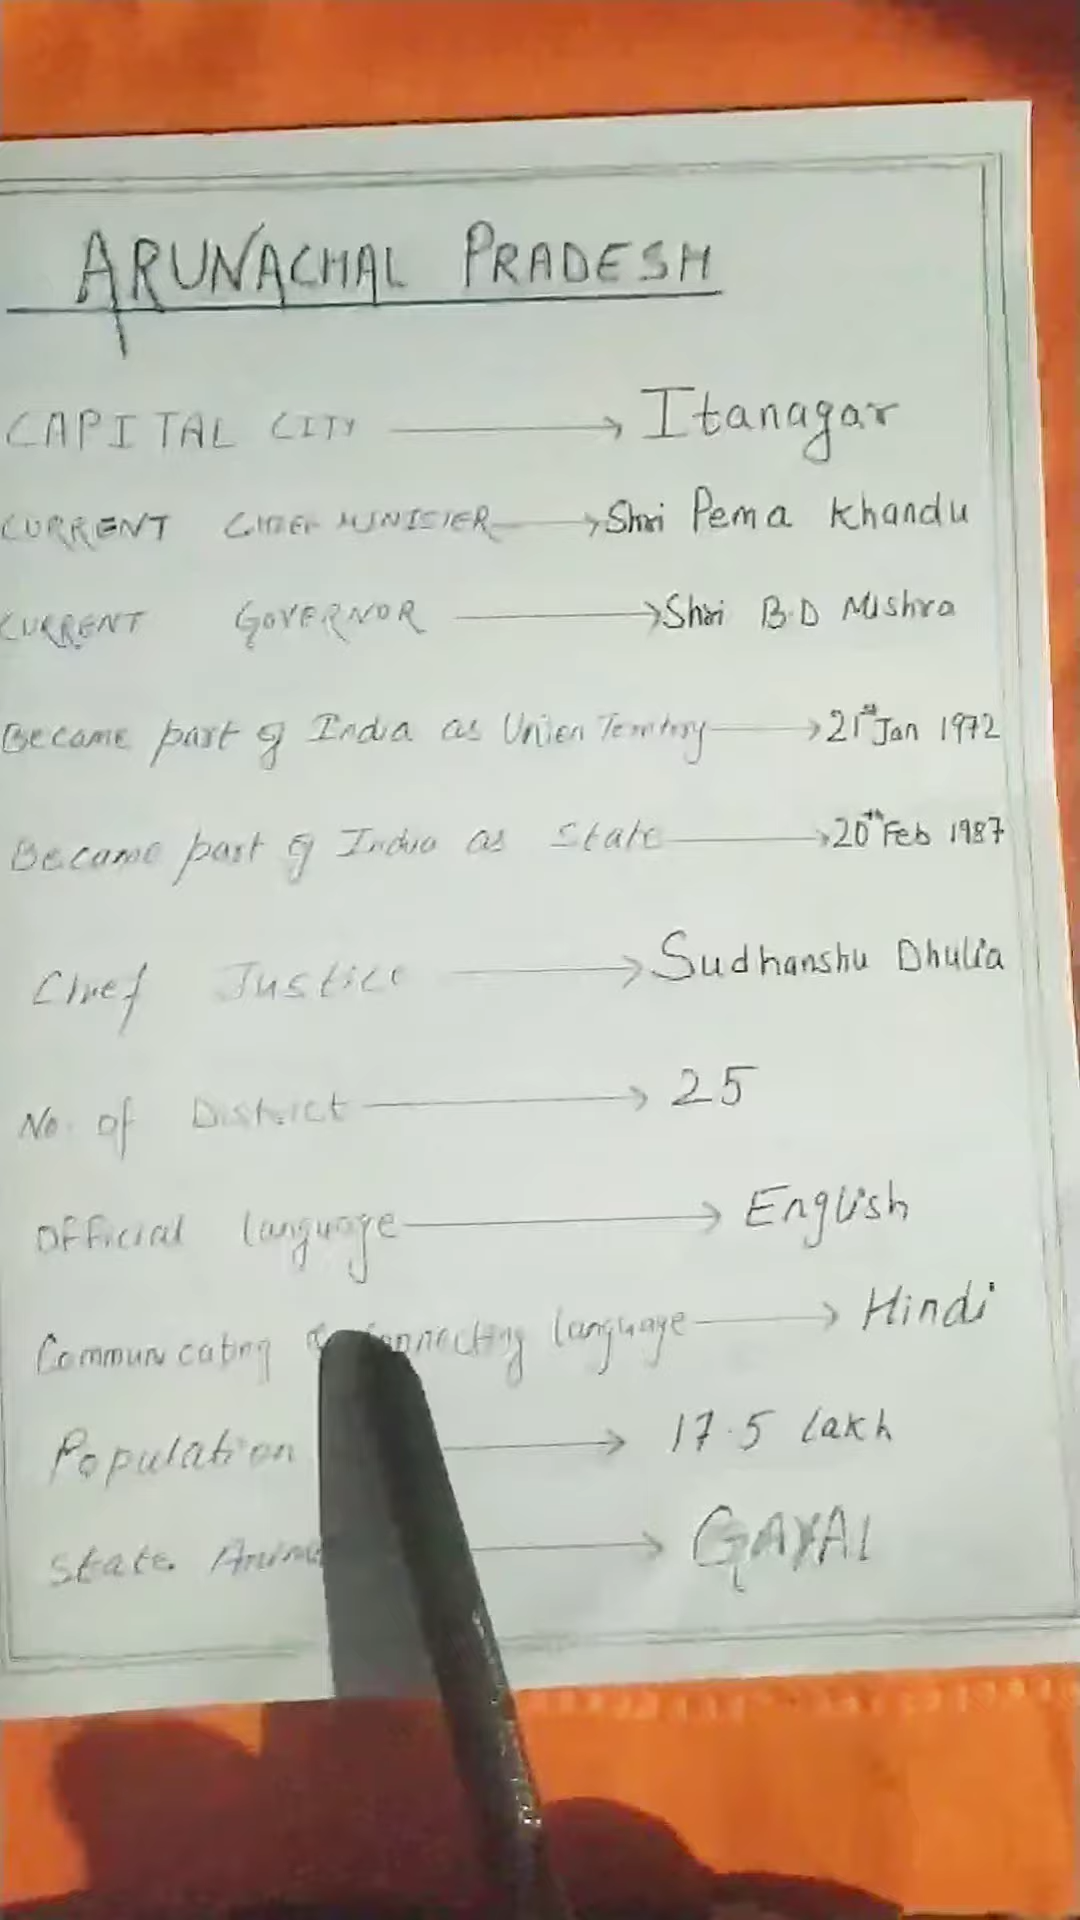 ARUNACHAL PRADESH
CAPITAL CITY → Itanagar
CURRENT CHIEF MINISTER → Shri Pema Khandu
CURRENT GOVERNOR → Shri B.D Mishra
Became part of India as Union Territory → 21st Jan 1972
Became part of India as State → 20th Feb 1987
Chief Justice → Sudhanshu Dhulia
No. of District → 25
Official language → English
Communicating & Connecting language → Hindi
Population → 17.5 lakh
State → GAYAL